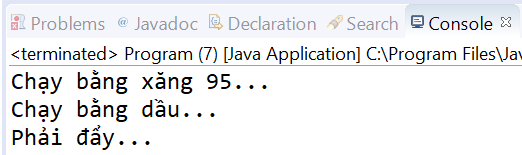 Problems @ Javadoc Declaration Search Console
<terminated> Program (7) [Java Application] C:\Program Files\Jav
Chạy bằng xăng 95...
Chạy bằng dầu...
Phải đẩy...